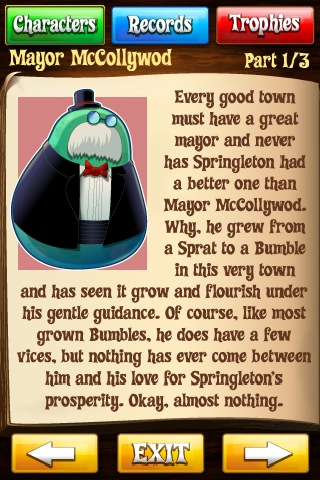 Characters Records Trophies
Mayor McCollywod Part 1/3
Every good town
must have a great
mayor and never
has Springleton had
a better one than
Mayor McCollywod.
Why, he grew from
a Sprat to a Bumble
in this very town
and has seen it grow and flourish under
his gentle guidance. Of course, like most
grown Bumbles, he does have a few
vices, but nothing has ever come between
him and his love for Springleton's
prosperity. Okay, almost nothing.
EXIT